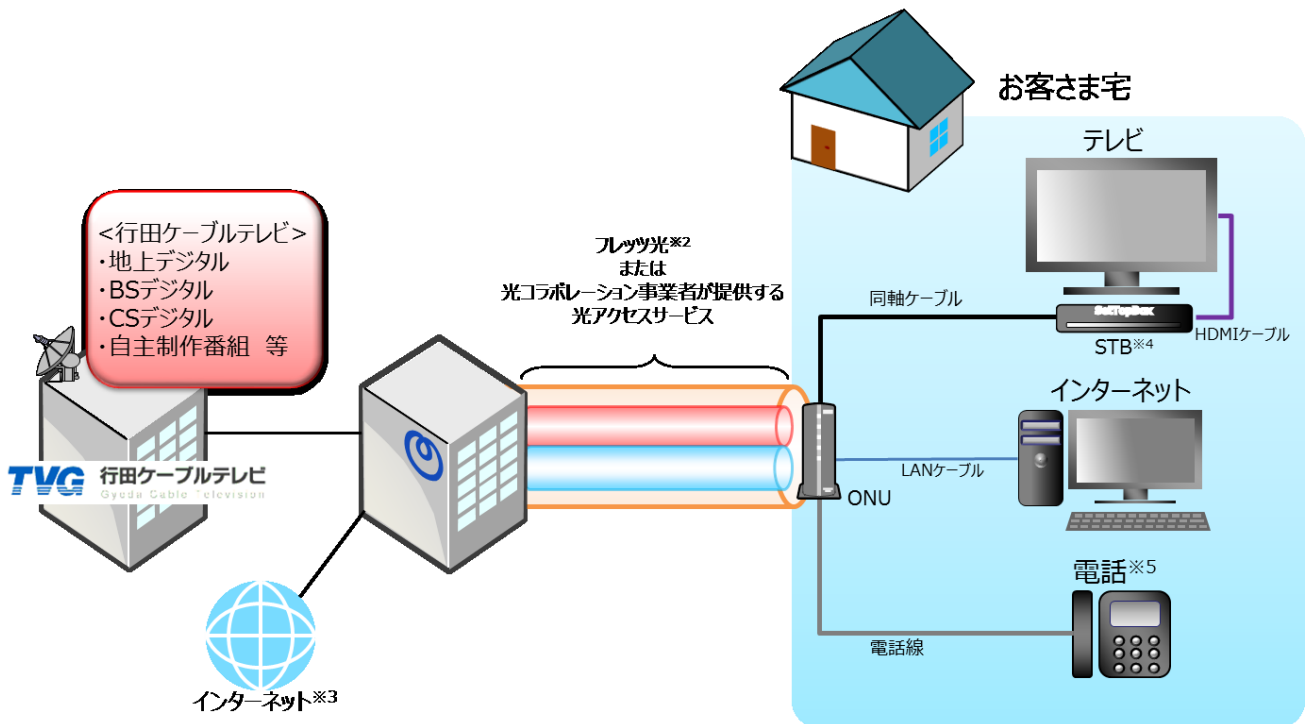 お客さま宅
テレビ
<行田ケーブルテレビ>
・地上デジタル
・BSデジタル
・CSデジタル
・自主制作番組 等
フレッツ光※2
または
光コラボレーション事業者が提供する
光アクセスサービス
同軸ケーブル
SetTopBox
STB※4
HDMIケーブル
インターネット
TVG 行田ケーブルテレビ
Gyoda Cable Television
LANケーブル
ONU
電話※5
電話線
インターネット※3